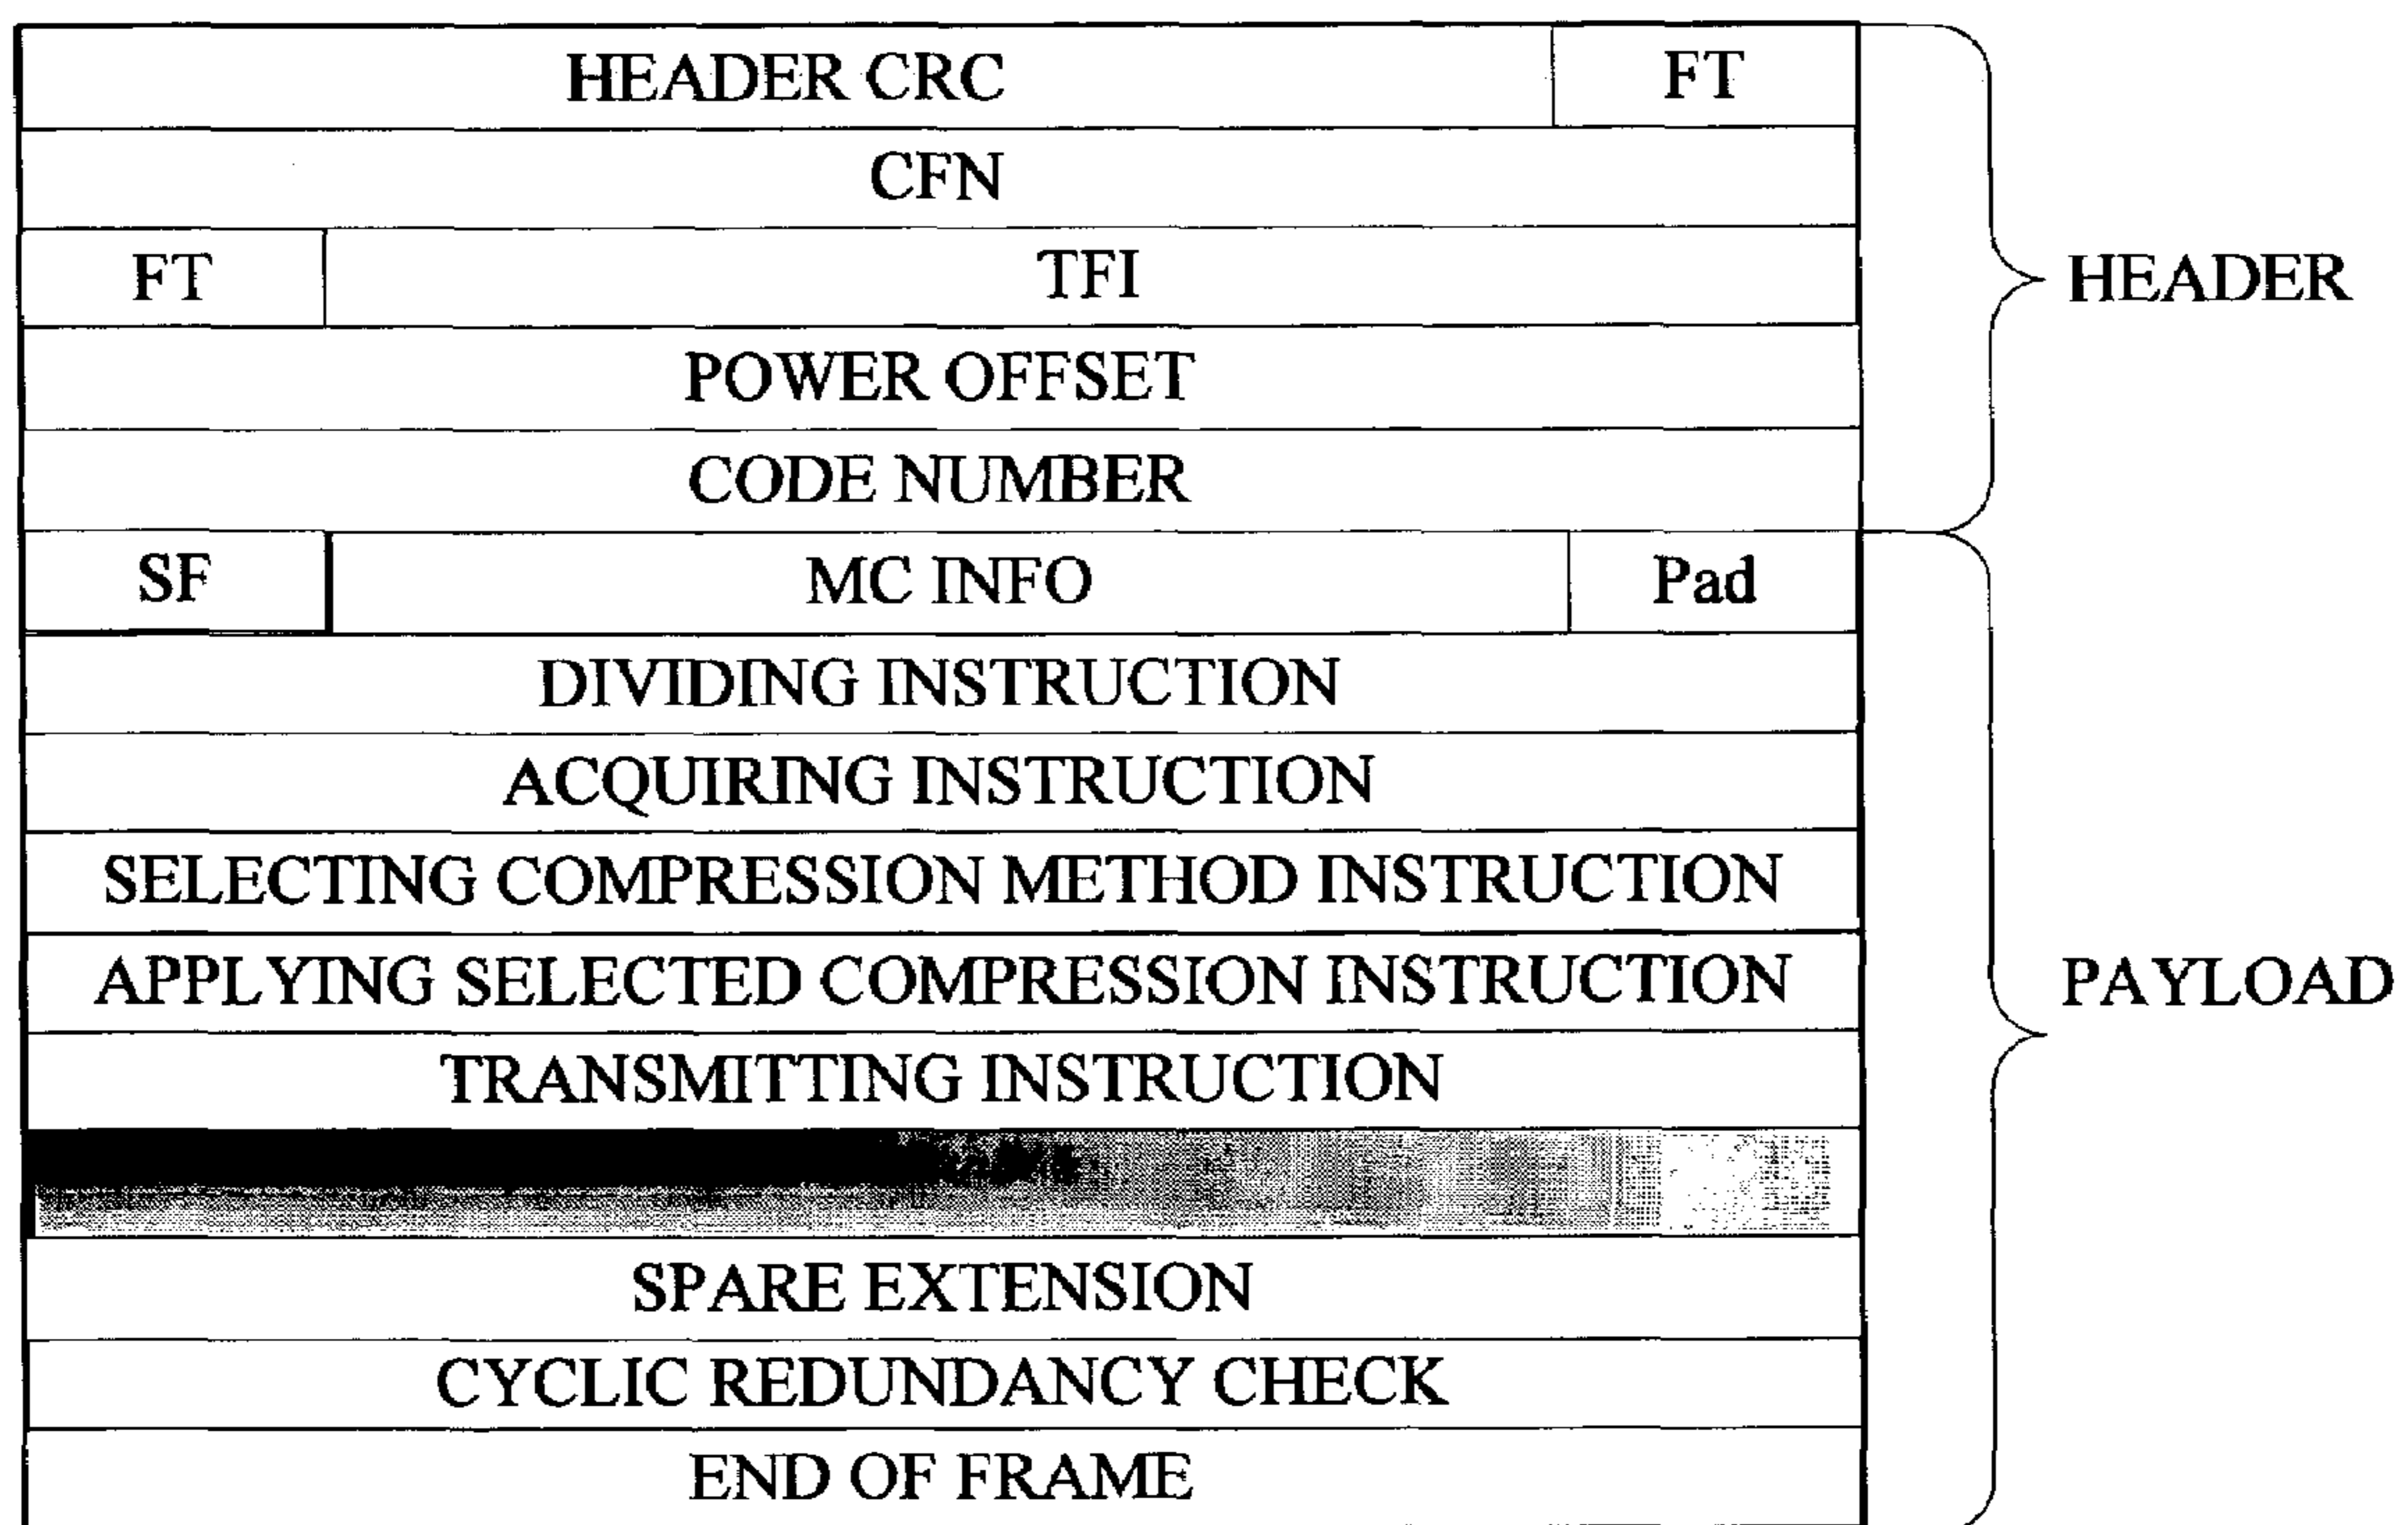 HEADER CRC FT
CFN
FT TFI
HEADER
POWER OFFSET
CODE NUMBER
SF MC INFO Pad
DIVIDING INSTRUCTION
ACQUIRING INSTRUCTION
SELECTING COMPRESSION METHOD INSTRUCTION
APPLYING SELECTED COMPRESSION INSTRUCTION
PAYLOAD
TRANSMITTING INSTRUCTION
SPARE EXTENSION
CYCLIC REDUNDANCY CHECK
END OF FRAME